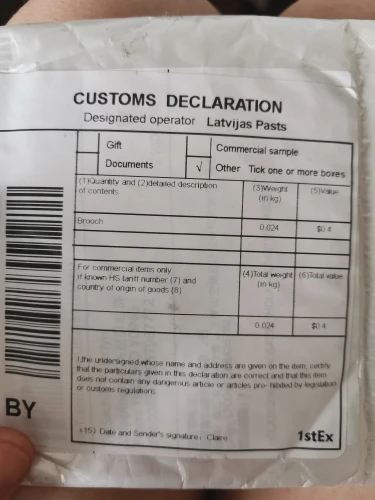 CUSTOMS DECLARATION
Designated operator Latvijas Pasts
Gift
Commercial sample
Documents
√ Other Tick one or more boxes
(1)Quantity and (2)detailed description
of contents
(3)Weight
(in kg)
(5)Value
Brooch
0.024
$0.4
For commercial items only
if known HS tariff number (7) and
country of origin of goods (8)
(4)Total weight
(in kg)
(6)Total value
0.024
$0.4
I,the undersigned,whose name and address are given on the item, certify
that the particulars given in this declaration are correct and that this item
does not contain any dangerous article or articles pro- hibited by legislation
or customs regulations
BY
Date and Sender's signature: Claire
1stEx